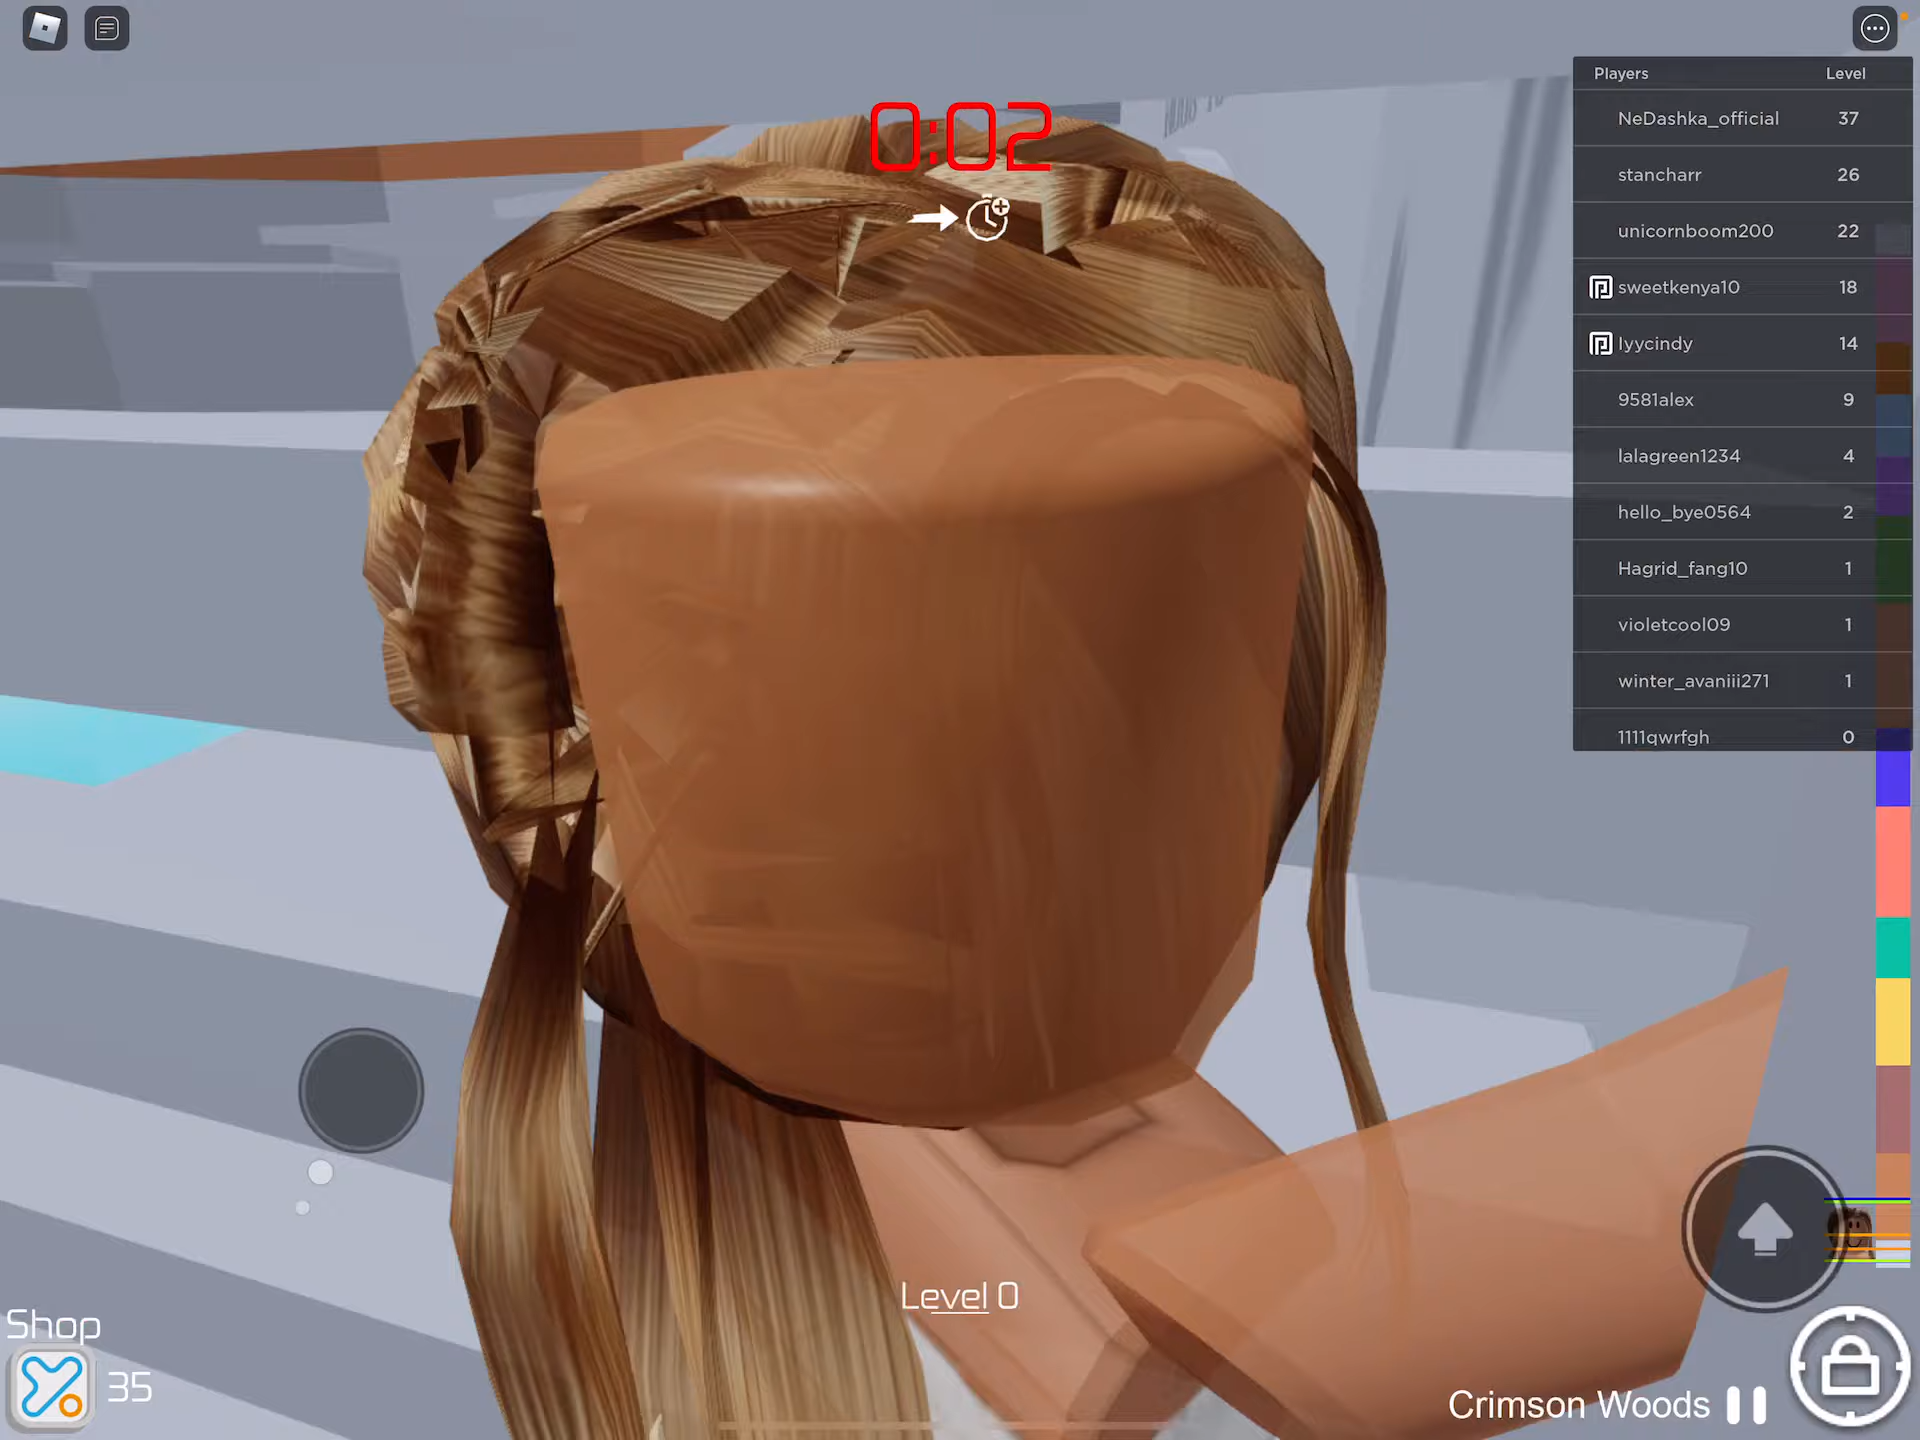 0:02
Players Level
NeDashka_official 37
stancharr 26
unicornboom200 22
sweetkenya10 18
lyycindy 14
9581alex 9
lalagreen1234 4
hello_bye0564 2
Hagrid_fang10 1
violetcool09 1
winter_avaniii271 1
1111qwrfgh 0
Level 0
Shop
35
Crimson Woods